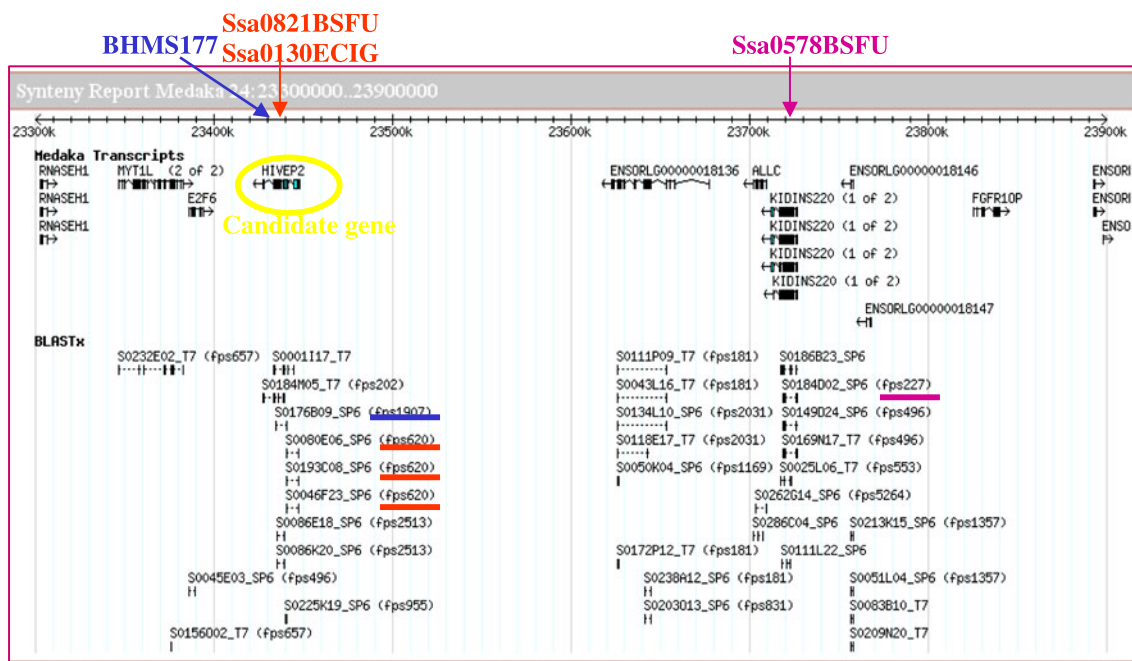 Ssa0821BSFU
BHMS177 Ssa0130ECIG Ssa0578BSFU
Synteny Report Medaka 24:23300000..23900000
23300k 23400k 23500k 23600k 23700k 23800k 23900k
Medaka Transcripts
RNASEH1 MYT1L (2 of 2) HIVEP2 ENSORLG00000018136 ALLC ENSORLG00000018146 ENSORI
RNASEH1 E2F6 KIDINS220 (1 of 2) FGFR1OP ENSORI
RNASEH1 Candidate gene KIDINS220 (1 of 2) ENSO
KIDINS220 (1 of 2)
KIDINS220 (1 of 2)
ENSORLG00000018147
BLASTx
S0232E02_T7 (fps657) S0001I17_T7 S0111P09_T7 (fps181) S0186B23_SP6
S0184M05_T7 (fps202) S0043L16_T7 (fps181) S0184D02_SP6 (fps227)
S0176B09_SP6 (fps1907) S0134L10_SP6 (fps2031) S0149D24_SP6 (fps496)
S0080E06_SP6 (fps620) S0118E17_T7 (fps2031) S0169N17_T7 (fps496)
S0193C08_SP6 (fps620) S0050K04_SP6 (fps1169) S0025L06_T7 (fps553)
S0046F23_SP6 (fps620) S0262G14_SP6 (fps5264)
S0086E18_SP6 (fps2513) S0286C04_SP6 S0213K15_SP6 (fps1357)
S0086K20_SP6 (fps2513) S0172P12_T7 (fps181) S0111L22_SP6
S0045E03_SP6 (fps496) S0238A12_SP6 (fps181) S0051L04_SP6 (fps1357)
S0225K19_SP6 (fps955) S0203O13_SP6 (fps831) S0083B10_T7
S0156O02_T7 (fps657) S0209N20_T7